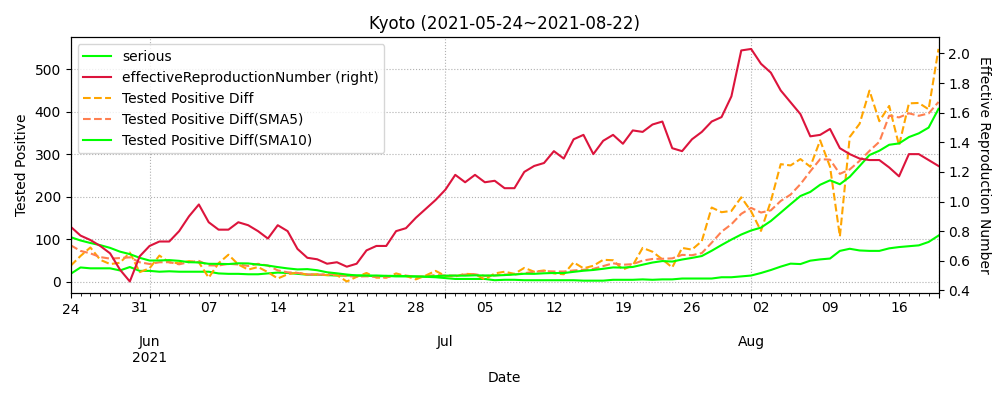 Kyoto (2021-05-24~2021-08-22)
serious
effectiveReproductionNumber (right)
Tested Positive Diff
Tested Positive Diff(SMA5)
Tested Positive Diff(SMA10)
Tested Positive
500
400
300
200
100
0
Effective Reproduction Number
2.0
1.8
1.6
1.4
1.2
1.0
0.8
0.6
0.4
24 31 07 14 21 28 05 12 19 26 02 09 16
Jun Jul Aug
2021
Date